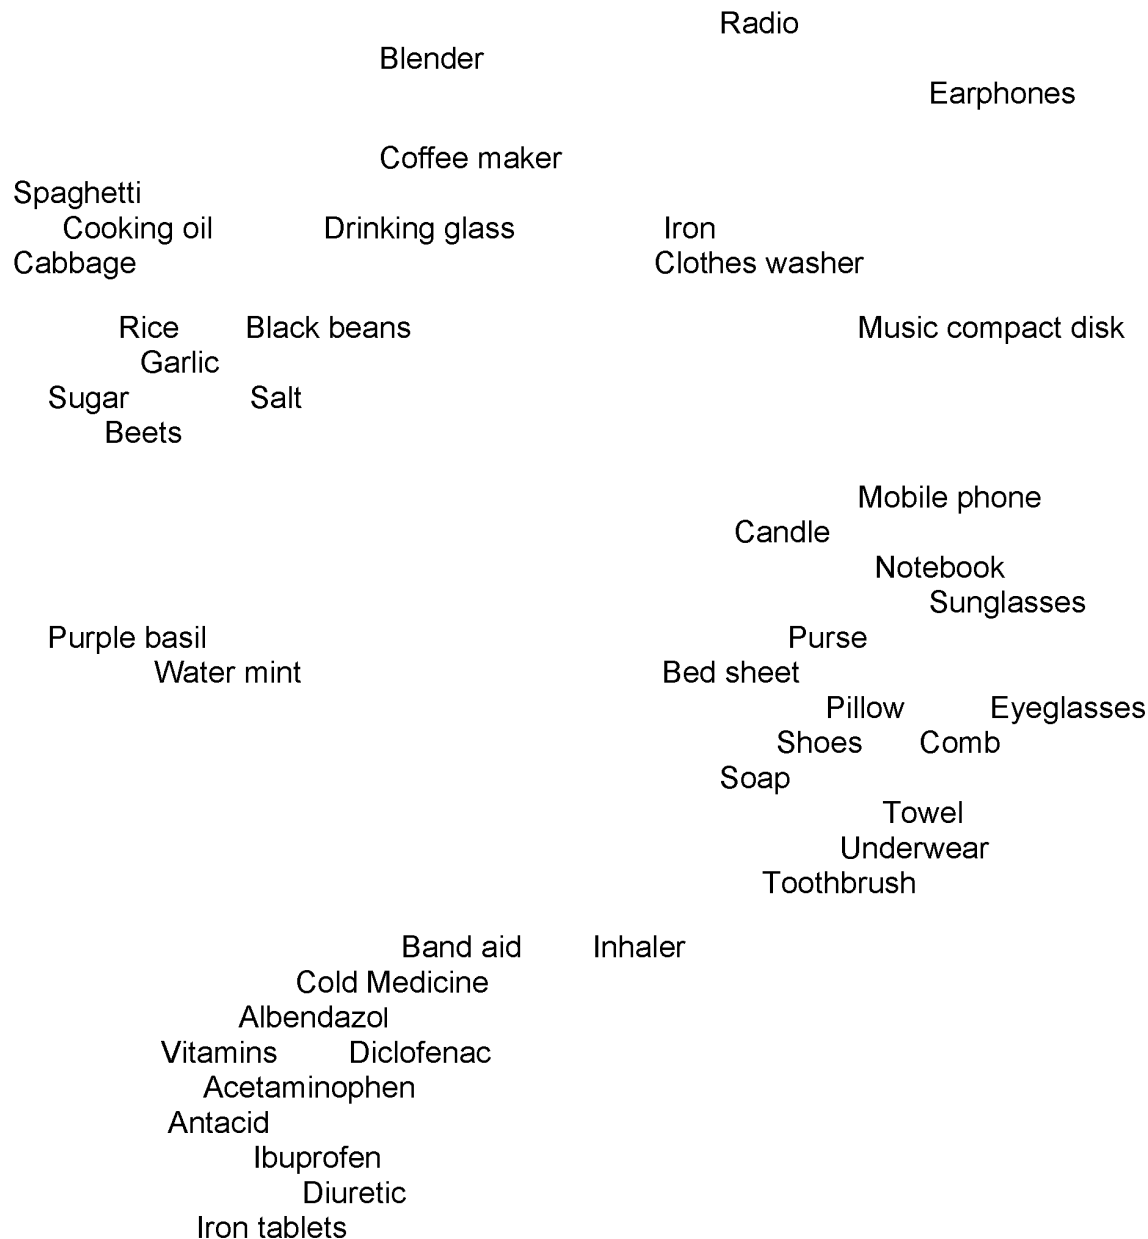 Radio
Blender
Earphones
Coffee maker
Spaghetti
Cooking oil Drinking glass Iron
Cabbage Clothes washer
Rice Black beans Music compact disk
Garlic
Sugar Salt
Beets
Mobile phone
Candle
Notebook
Sunglasses
Purple basil Purse
Water mint Bed sheet
Pillow Eyeglasses
Shoes Comb
Soap
Towel
Underwear
Toothbrush
Band aid Inhaler
Cold Medicine
Albendazol
Vitamins Diclofenac
Acetaminophen
Antacid
Ibuprofen
Diuretic
Iron tablets